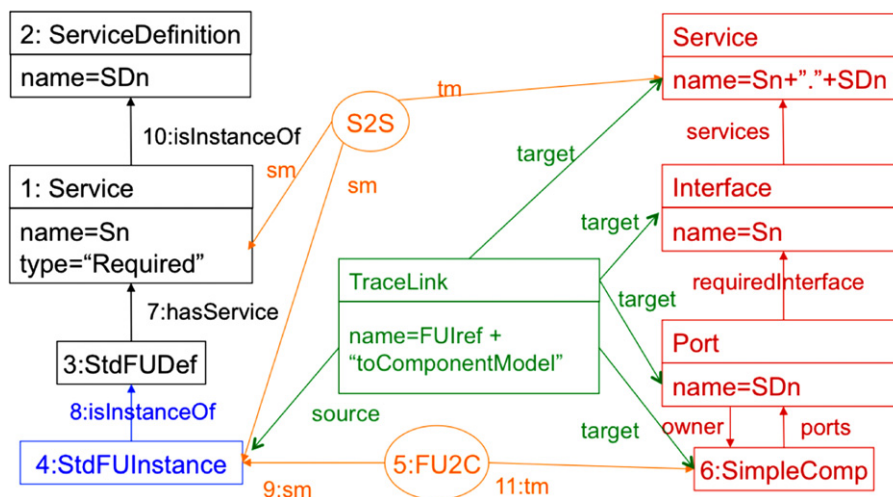 2: ServiceDefinition
name=SDn
10:isInstanceOf
1: Service
name=Sn
type=“Required”
7:hasService
3:StdFUDef
8:isInstanceOf
4:StdFUInstance
S2S
tm
sm
sm
TraceLink
name=FUIref +
“toComponentModel”
source
target
target
target
target
5:FU2C
9:sm
11:tm
Service
name=Sn+”.”+SDn
services
Interface
name=Sn
requiredInterface
Port
name=SDn
owner
ports
6:SimpleComp